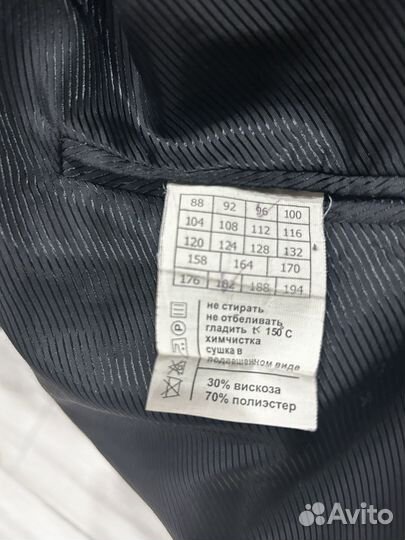 88 92 96 100
104 108 112 116
120 124 128 132
158 164 170
176 182 188 194
не стирать
не отбеливать
гладить t< 150 C
химчистка
сушка в
подвешенном виде
30% вискоза
70% полиэстер
Avito